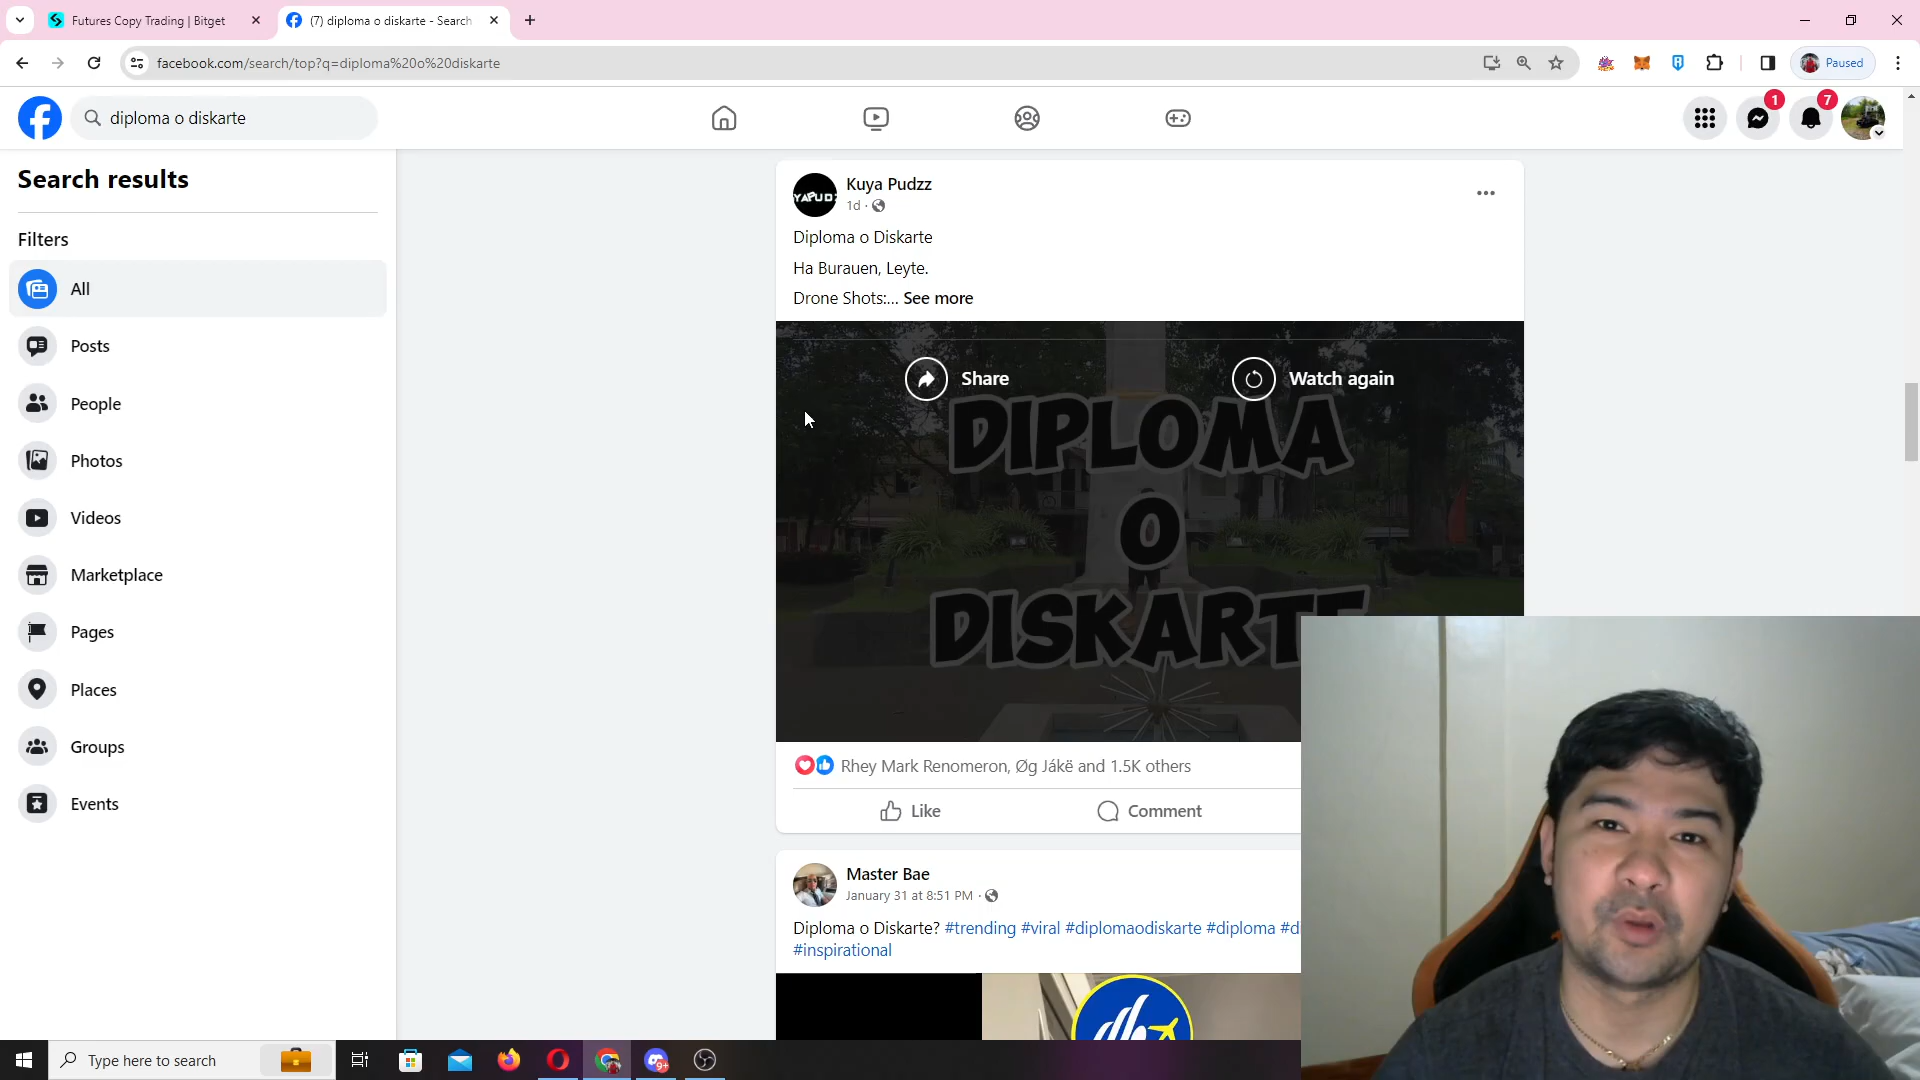 Futures Copy Trading | Bitget
(7) diploma o diskarte - Search
facebook.com/search/top?q=diploma%20o%20diskarte
Paused
diploma o diskarte
1
7
Search results
Filters
All
Posts
People
Photos
Videos
Marketplace
Pages
Places
Groups
Events
Kuya Pudzz
1d ·
Diploma o Diskarte
Ha Burauen, Leyte.
Drone Shots:... See more
Share
Watch again
DIPLOMA
O
DISKARTE
Rhey Mark Renomeron, Øg Jákë and 1.5K others
Like
Comment
Master Bae
January 31 at 8:51 PM ·
Diploma o Diskarte? #trending #viral #diplomaodiskarte #diploma #d
#inspirational
Type here to search
9+